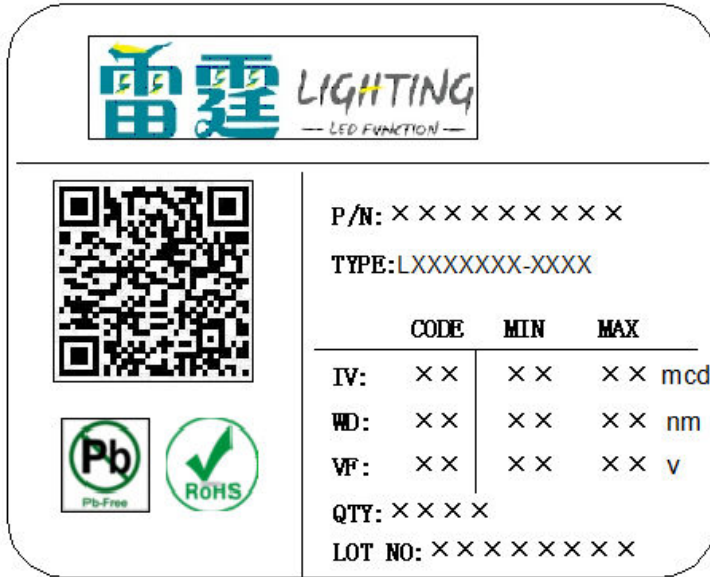 雷霆 LIGHTING
— LED FUNCTION —
P/N: ×××××××××
TYPE:LXXXXXXX-XXXX
CODE MIN MAX
IV: ×× ×× ×× mcd
WD: ×× ×× ×× nm
VF: ×× ×× ×× v
QTY: ××××
LOT NO: ××××××××
Pb
Pb-Free
RoHS